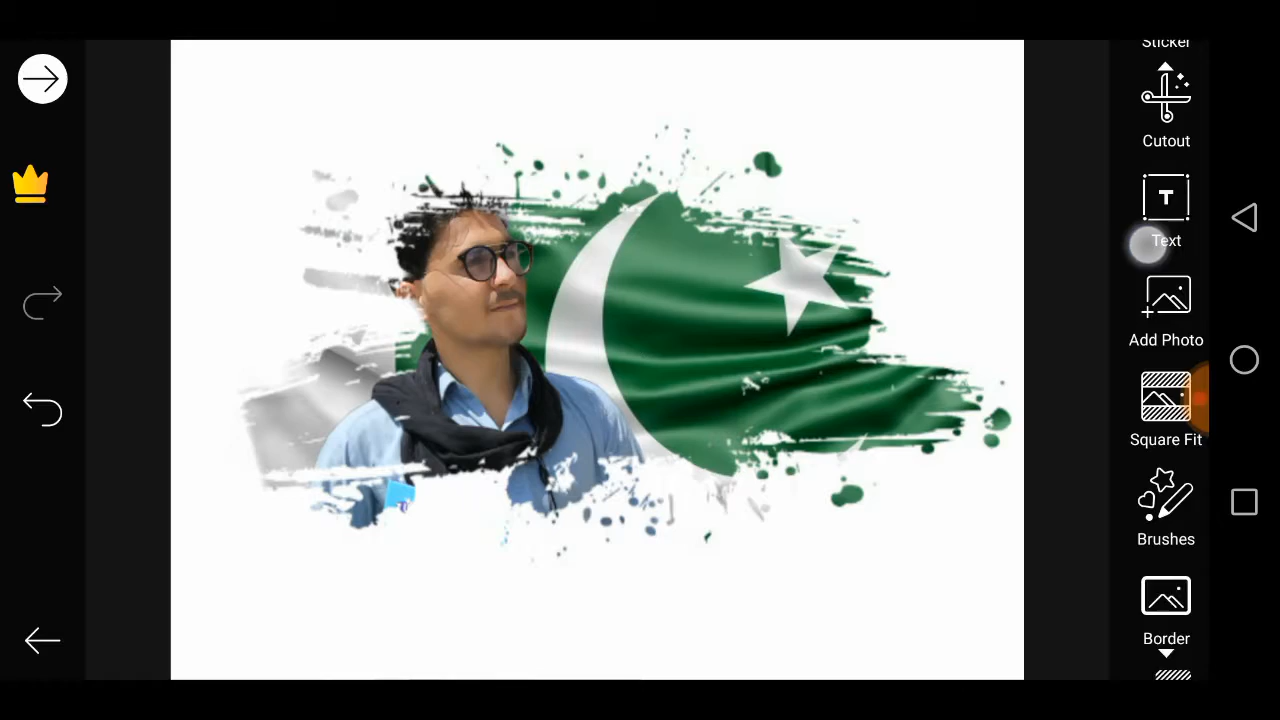 Sticker
Cutout
T
Text
Add Photo
Square Fit
Brushes
Border